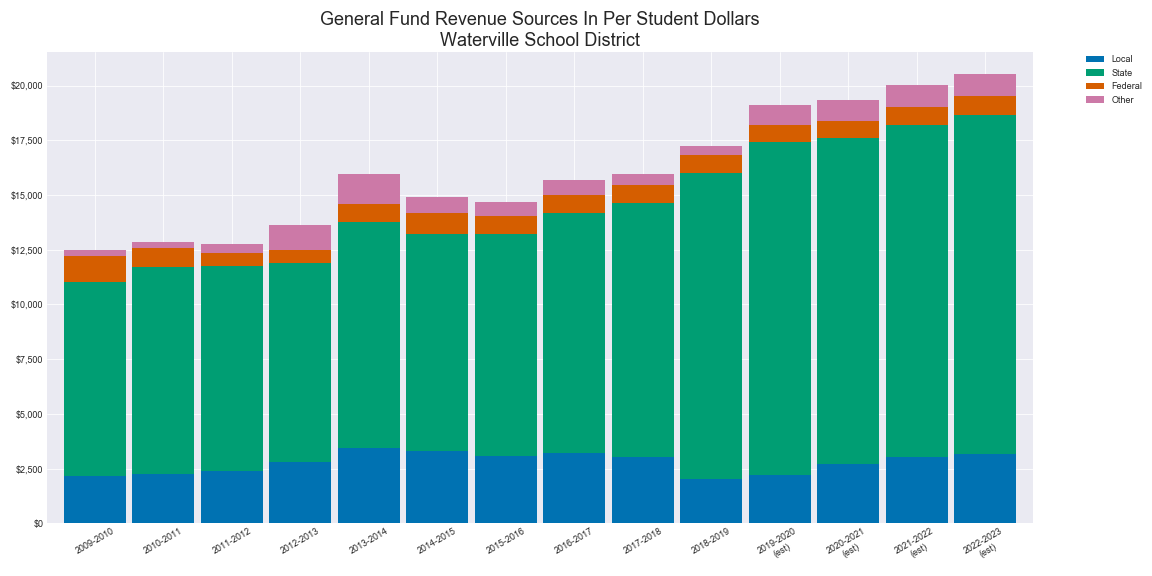 General Fund Revenue Sources In Per Student Dollars
Waterville School District
Local
State
Federal
Other
$20,000
$17,500
$15,000
$12,500
$10,000
$7,500
$5,000
$2,500
$0
2009-2010
2010-2011
2011-2012
2012-2013
2013-2014
2014-2015
2015-2016
2016-2017
2017-2018
2018-2019
2019-2020
(est)
2020-2021
(est)
2021-2022
(est)
2022-2023
(est)